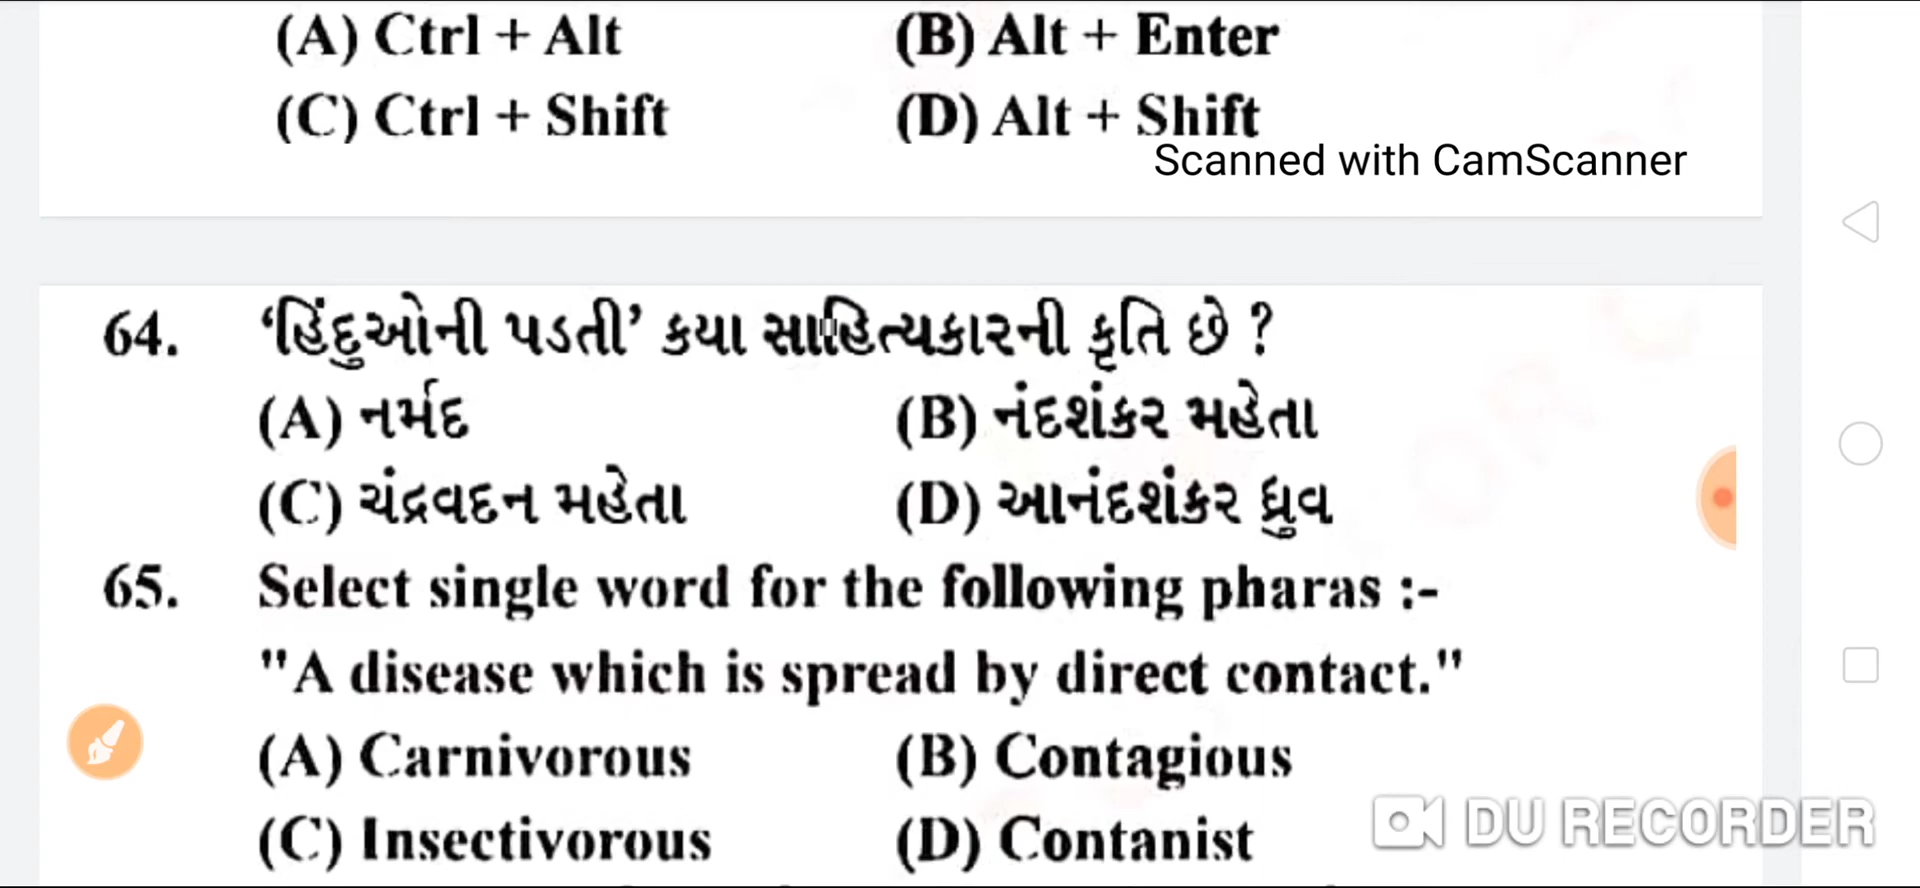 (A) Ctrl + Alt (B) Alt + Enter
(C) Ctrl + Shift (D) Alt + Shift
Scanned with CamScanner
64. ‘હિંદુઓની પડતી’ કયા સાહિત્યકારની કૃતિ છે ?
(A) નર્મદ (B) નંદશંકર મહેતા
(C) ચંદ્રવદન મહેતા (D) આનંદશંકર ધ્રુવ
65. Select single word for the following pharas :-
"A disease which is spread by direct contact."
(A) Carnivorous (B) Contagious
(C) Insectivorous (D) Contanist
DU RECORDER